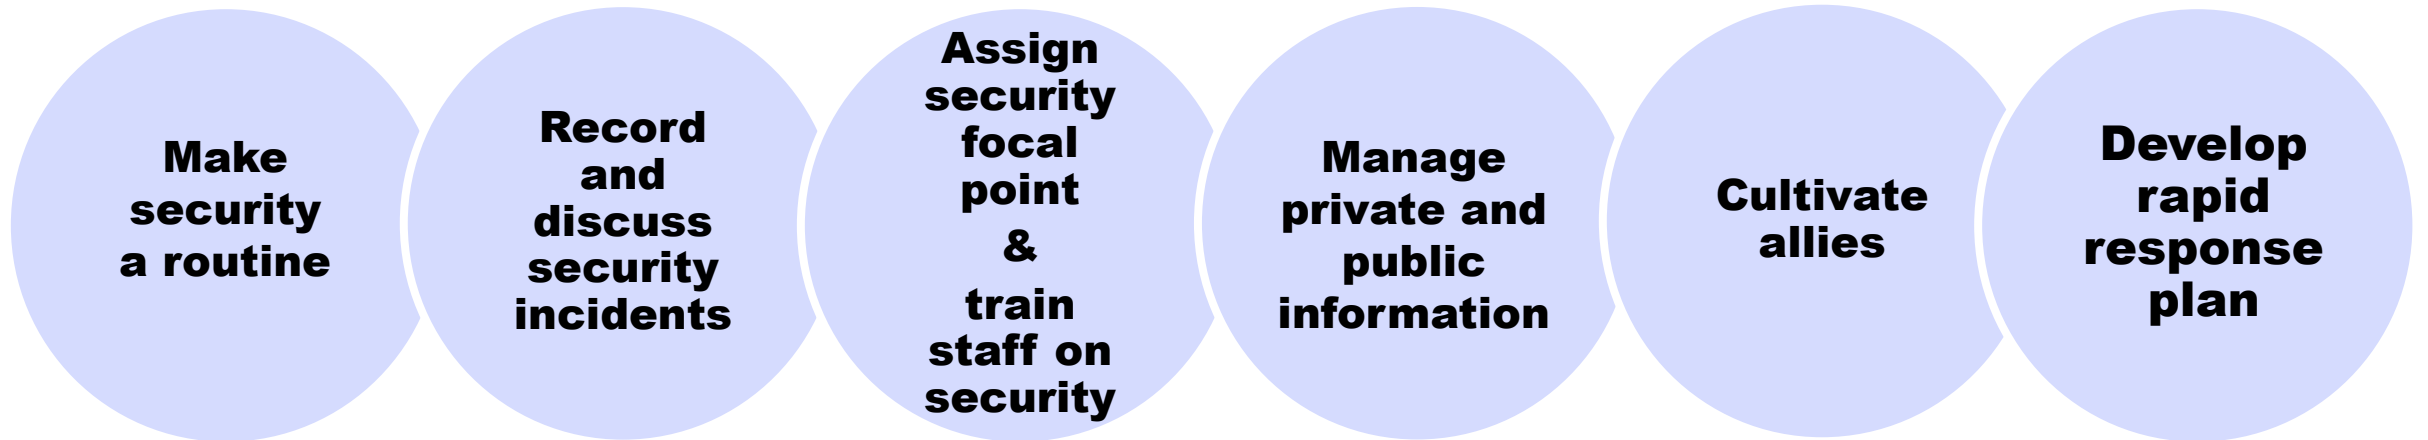 Make
security
a routine
Record
and
discuss
security
incidents
Assign
security
focal
point
&
train
staff on
security
Manage
private and
public
information
Cultivate
allies
Develop
rapid
response
plan